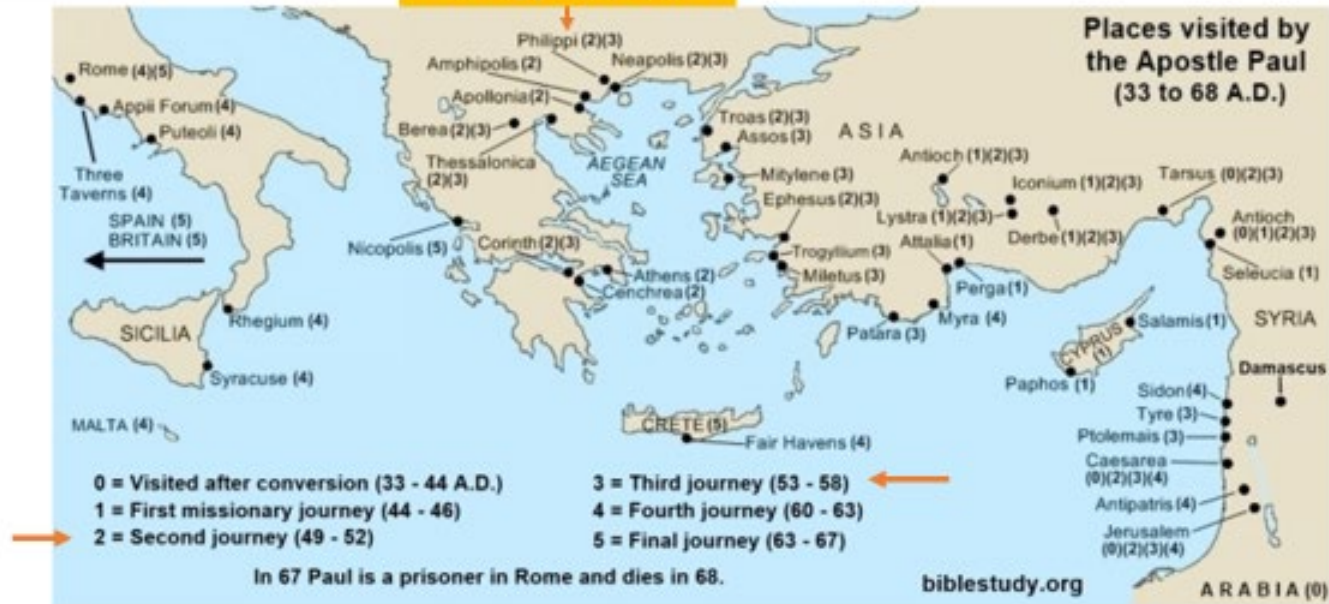 Places visited by
the Apostle Paul
(33 to 68 A.D.)
Philippi (2)(3)
Neapolis (2)(3)
Amphipolis (2)
Apollonia (2)
Berea (2)(3)
Thessalonica
(2)(3)
AEGEAN
SEA
Rome (4)(5)
Appii Forum (4)
Puteoli (4)
Three
Taverns (4)
SPAIN (5)
BRITAIN (5)
Nicopolis (5)
Corinth (2)(3)
Athens (2)
Cenchrea (2)
Rhegium (4)
SICILIA
Syracuse (4)
MALTA (4)
Troas (2)(3)
Assos (3)
ASIA
Mitylene (3)
Ephesus (2)(3)
Trogyllium (3)
Miletus (3)
Antioch (1)(2)(3)
Iconium (1)(2)(3)
Lystra (1)(2)(3)
Derbe (1)(2)(3)
Attalia (1)
Perga (1)
Patara (3)
Myra (4)
Tarsus (0)(2)(3)
Antioch
(0)(1)(2)(3)
Seleucia (1)
SYRIA
Salamis (1)
CYPRUS
(1)
Paphos (1)
Damascus
Sidon (4)
Tyre (3)
Ptolemais (3)
Caesarea
(0)(2)(3)(4)
Antipatris (4)
Jerusalem
(0)(2)(3)(4)
ARABIA (0)
CRETE (5)
Fair Havens (4)
0 = Visited after conversion (33 - 44 A.D.)
1 = First missionary journey (44 - 46)
2 = Second journey (49 - 52)
3 = Third journey (53 - 58)
4 = Fourth journey (60 - 63)
5 = Final journey (63 - 67)
In 67 Paul is a prisoner in Rome and dies in 68.
biblestudy.org